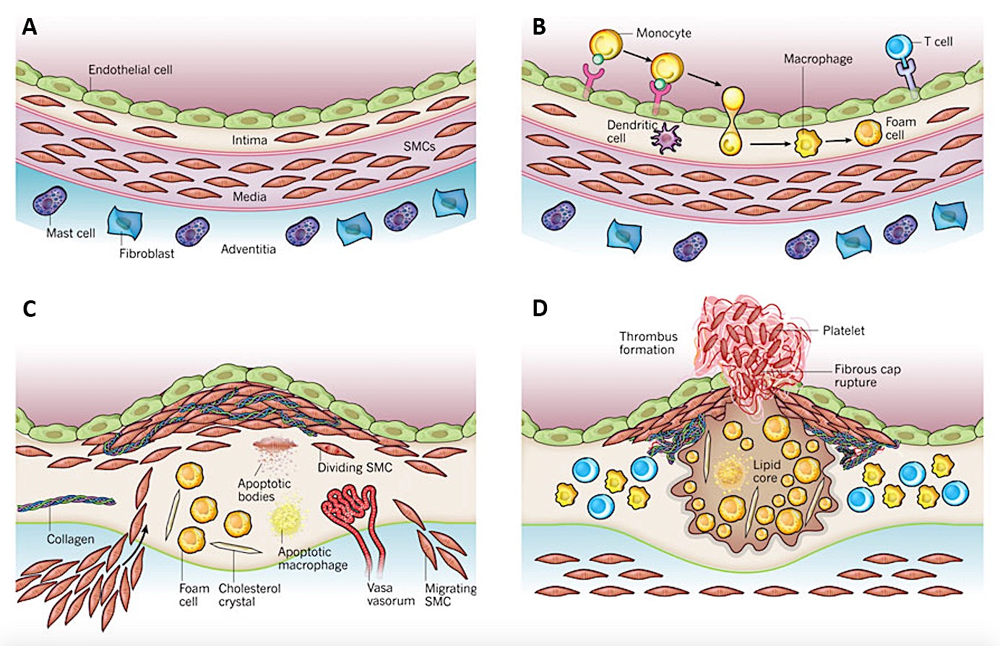 A
Endothelial cell
Intima
SMCs
Media
Mast cell
Fibroblast
Adventitia
B
Monocyte
T cell
Macrophage
Dendritic
cell
Foam
cell
C
Dividing SMC
Apoptotic
bodies
Collagen
Apoptotic
macrophage
Foam
cell
Cholesterol
crystal
Vasa
vasorum
Migrating
SMC
D
Thrombus
formation
Platelet
Fibrous cap
rupture
Lipid
core